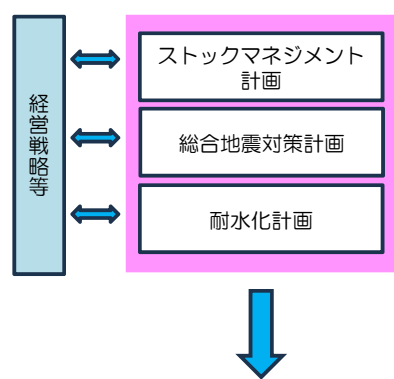 経営戦略等
ストックマネジメント
計画
総合地震対策計画
耐水化計画